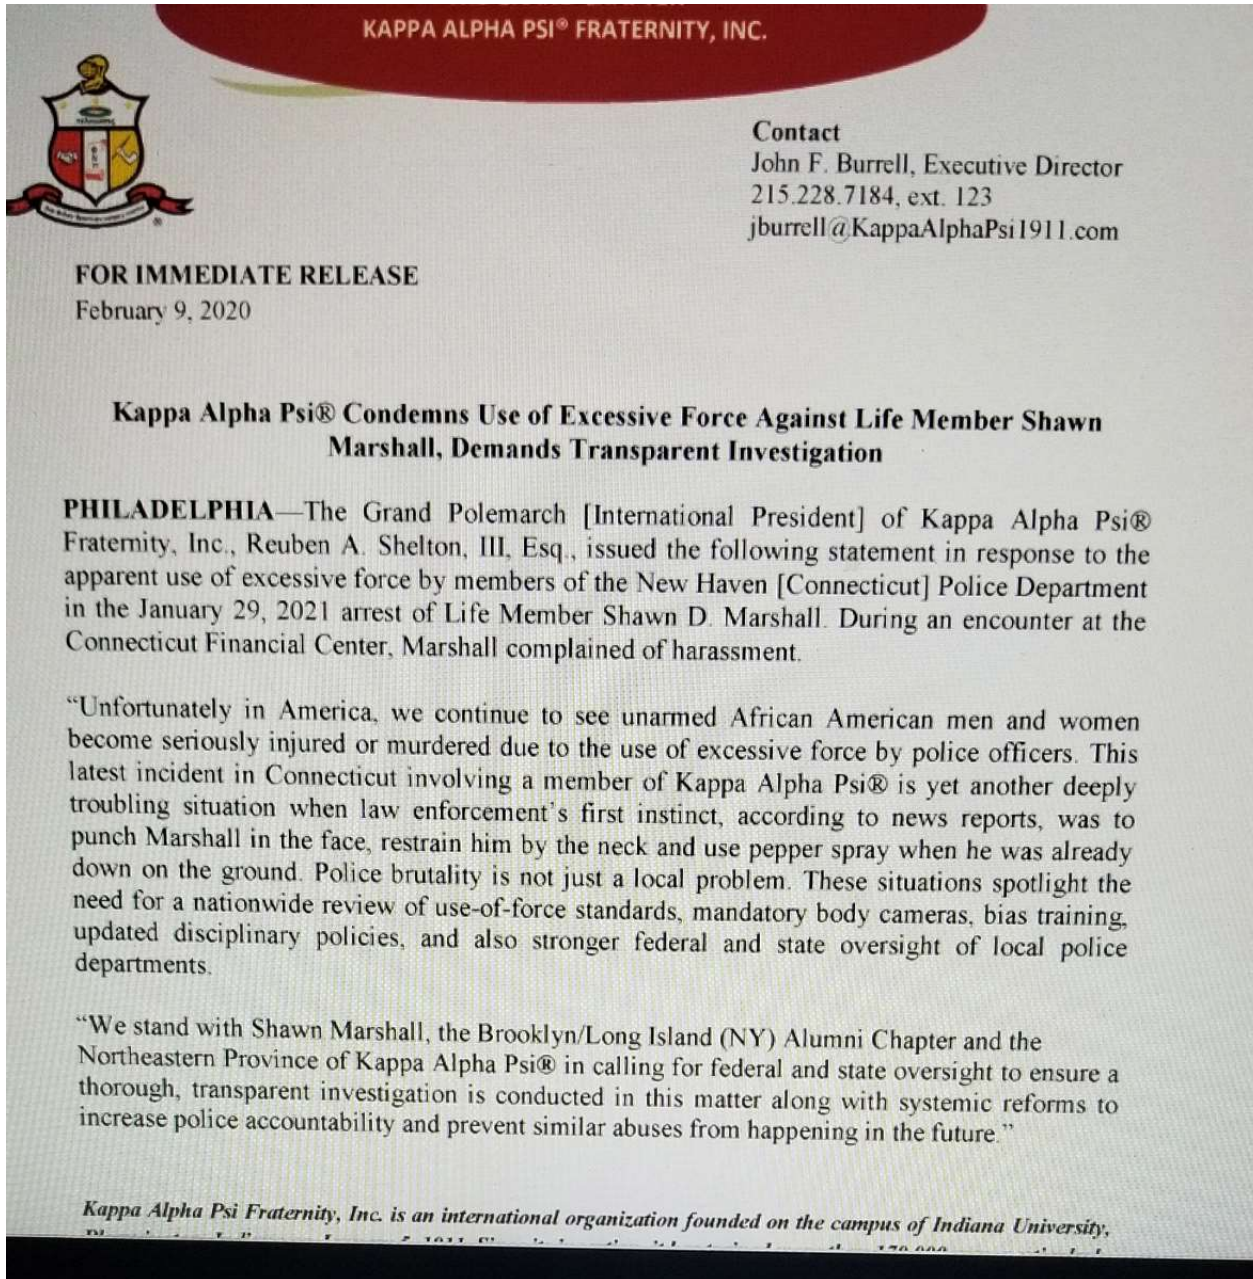 KAPPA ALPHA PSI® FRATERNITY, INC.
Contact
John F. Burrell, Executive Director
215.228.7184, ext. 123
jburrell@KappaAlphaPsi1911.com
FOR IMMEDIATE RELEASE
February 9, 2020
Kappa Alpha Psi® Condemns Use of Excessive Force Against Life Member Shawn
Marshall, Demands Transparent Investigation
PHILADELPHIA—The Grand Polemarch [International President] of Kappa Alpha Psi®
Fraternity, Inc., Reuben A. Shelton, III, Esq., issued the following statement in response to the
apparent use of excessive force by members of the New Haven [Connecticut] Police Department
in the January 29, 2021 arrest of Life Member Shawn D. Marshall. During an encounter at the
Connecticut Financial Center, Marshall complained of harassment.
“Unfortunately in America, we continue to see unarmed African American men and women
become seriously injured or murdered due to the use of excessive force by police officers. This
latest incident in Connecticut involving a member of Kappa Alpha Psi® is yet another deeply
troubling situation when law enforcement’s first instinct, according to news reports, was to
punch Marshall in the face, restrain him by the neck and use pepper spray when he was already
down on the ground. Police brutality is not just a local problem. These situations spotlight the
need for a nationwide review of use-of-force standards, mandatory body cameras, bias training,
updated disciplinary policies, and also stronger federal and state oversight of local police
departments.
“We stand with Shawn Marshall, the Brooklyn/Long Island (NY) Alumni Chapter and the
Northeastern Province of Kappa Alpha Psi® in calling for federal and state oversight to ensure a
thorough, transparent investigation is conducted in this matter along with systemic reforms to
increase police accountability and prevent similar abuses from happening in the future.”
Kappa Alpha Psi Fraternity, Inc. is an international organization founded on the campus of Indiana University,